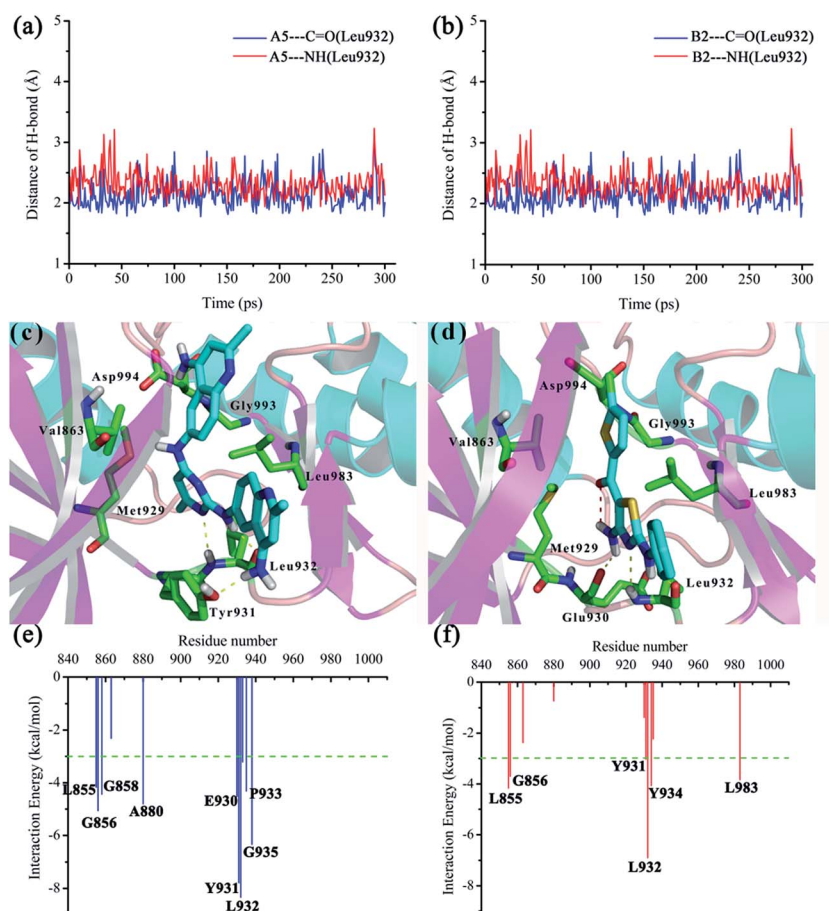 (a)
A5---C=O(Leu932)
A5---NH(Leu932)
Distance of H-bond (Å)
5
4
3
2
1
0 50 100 150 200 250 300
Time (ps)
(b)
B2---C=O(Leu932)
B2---NH(Leu932)
Distance of H-bond (Å)
5
4
3
2
1
0 50 100 150 200 250 300
Time (ps)
(c)
Asp994
Gly993
Val863
Leu983
Met929
Leu932
Tyr931
(d)
Asp994
Gly993
Val863
Leu983
Met929
Leu932
Glu930
(e)
Residue number
840 860 880 900 920 940 960 980 1000
Interaction Energy (kcal/mol)
0
-2
-4
-6
-8
L855
G858
G856
A880
E930
P933
G935
Y931
L932
(f)
Residue number
840 860 880 900 920 940 960 980 1000
Interaction Energy (kcal/mol)
0
-2
-4
-6
-8
Y931
G856
L855
Y934
L983
L932